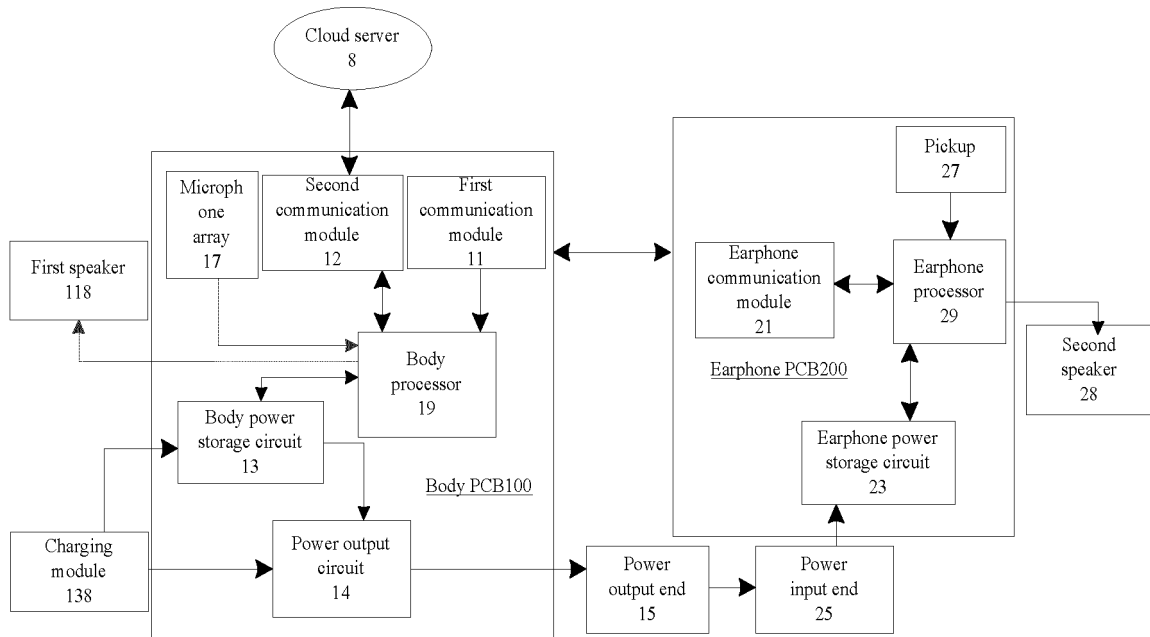 Cloud server
8
Microph
one
array
17
Second
communication
module
12
First
communication
module
11
First speaker
118
Body
processor
19
Body power
storage circuit
13
Body PCB100
Charging
module
138
Power output
circuit
14
Pickup
27
Earphone
communication
module
21
Earphone
processor
29
Earphone PCB200
Second
speaker
28
Earphone power
storage circuit
23
Power
output end
15
Power
input end
25